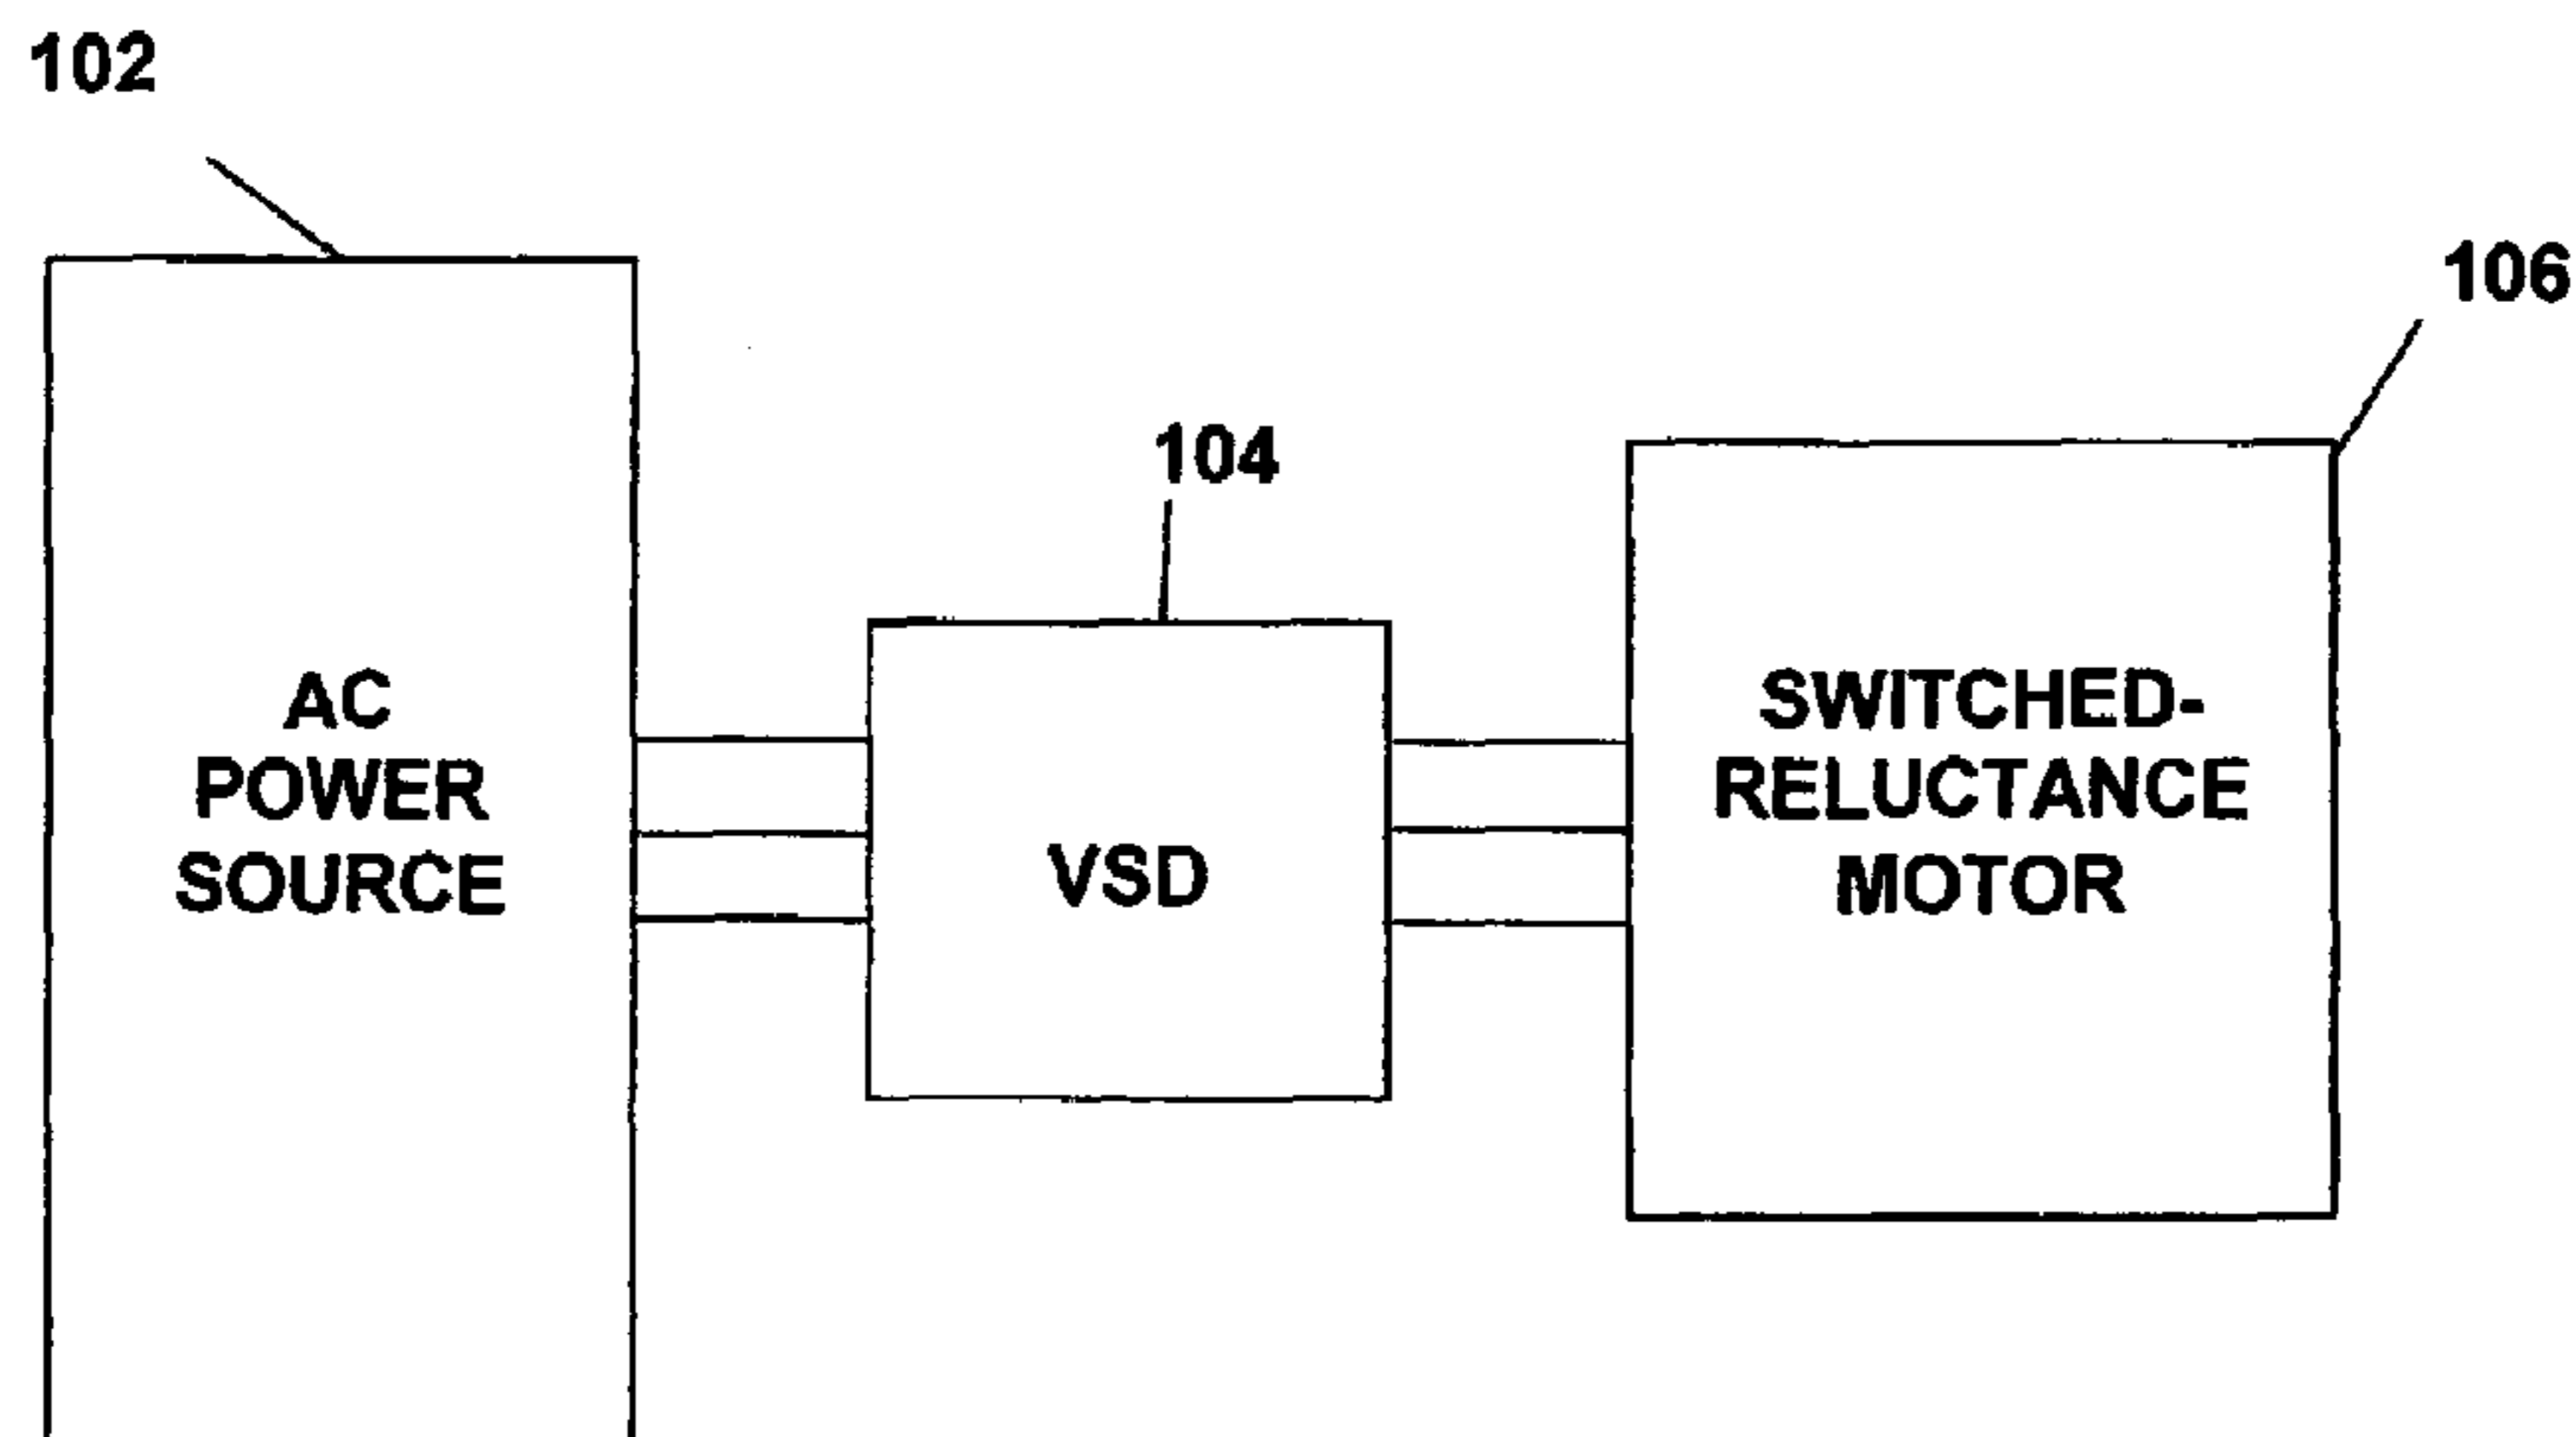 102
106
104
AC
POWER
SOURCE
VSD
SWITCHED-
RELUCTANCE
MOTOR